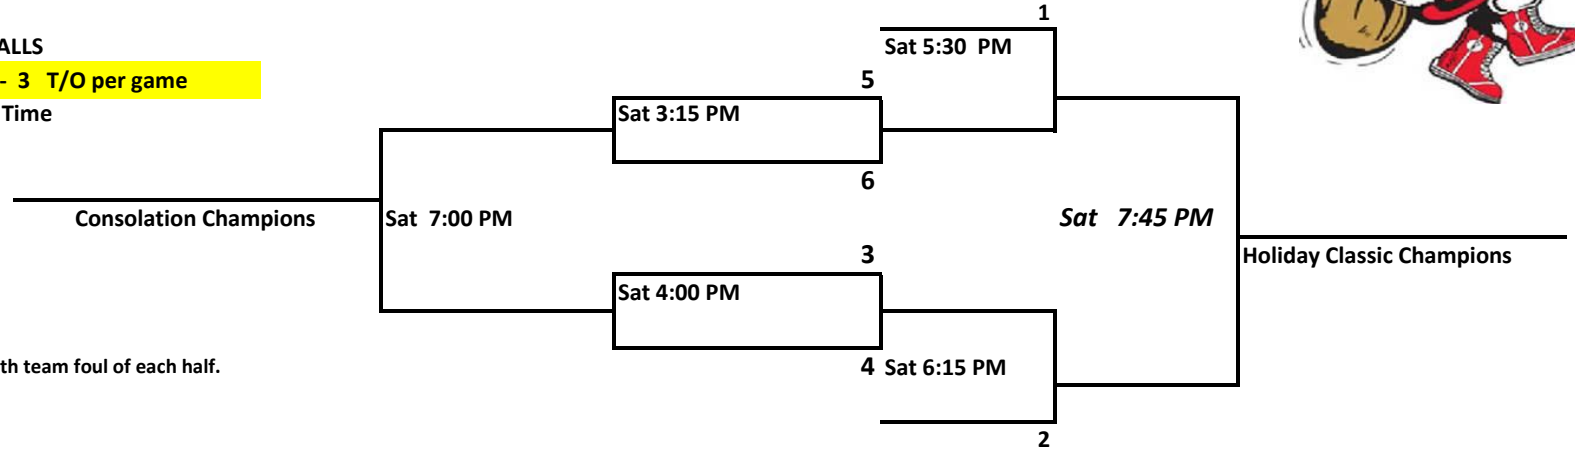 1
ALLS
Sat 5:30 PM
- 3 T/O per game
5
Time
Sat 3:15 PM
6
Consolation Champions
Sat 7:00 PM
Sat 7:45 PM
3
Holiday Classic Champions
Sat 4:00 PM
th team foul of each half.
4 Sat 6:15 PM
2